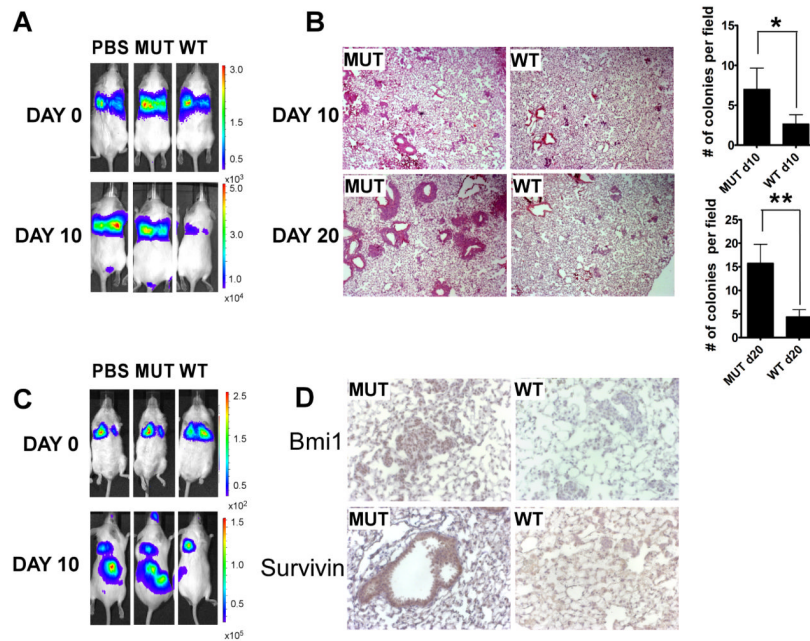 A
PBS MUT WT
DAY 0
3.0
1.5
0.5
x10³
DAY 10
5.0
3.0
1.0
x10⁴
B
MUT
WT
DAY 10
MUT
WT
DAY 20
# of colonies per field
15
10
5
0
*
MUT d10
WT d10
# of colonies per field
25
20
15
10
5
0
**
MUT d20
WT d20
C
PBS MUT WT
DAY 0
2.5
1.5
0.5
x10²
DAY 10
1.5
1.0
0.5
x10⁵
D
MUT
WT
Bmi1
MUT
WT
Survivin